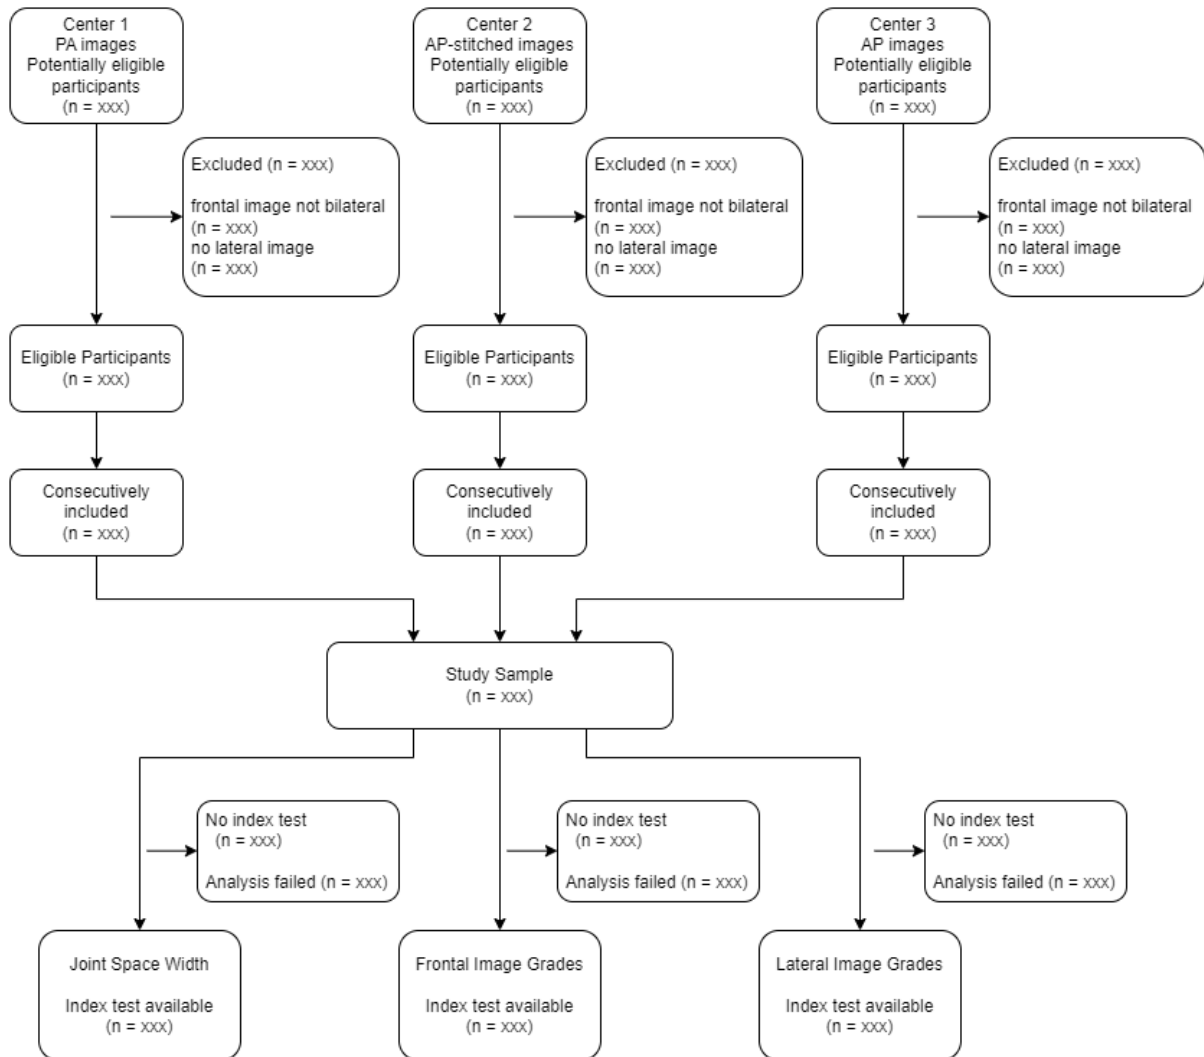 Center 1
PA images
Potentially eligible
participants
(n = xxx)
Center 2
AP-stitched images
Potentially eligible
participants
(n = xxx)
Center 3
AP images
Potentially eligible
participants
(n = xxx)
Excluded (n = xxx)
frontal image not bilateral
(n = xxx)
no lateral image
(n = xxx)
Excluded (n = xxx)
frontal image not bilateral
(n = xxx)
no lateral image
(n = xxx)
Excluded (n = xxx)
frontal image not bilateral
(n = xxx)
no lateral image
(n = xxx)
Eligible Participants
(n = xxx)
Eligible Participants
(n = xxx)
Eligible Participants
(n = xxx)
Consecutively
included
(n = xxx)
Consecutively
included
(n = xxx)
Consecutively
included
(n = xxx)
Study Sample
(n = xxx)
No index test
(n = xxx)
Analysis failed (n = xxx)
No index test
(n = xxx)
Analysis failed (n = xxx)
No index test
(n = xxx)
Analysis failed (n = xxx)
Joint Space Width
Index test available
(n = xxx)
Frontal Image Grades
Index test available
(n = xxx)
Lateral Image Grades
Index test available
(n = xxx)